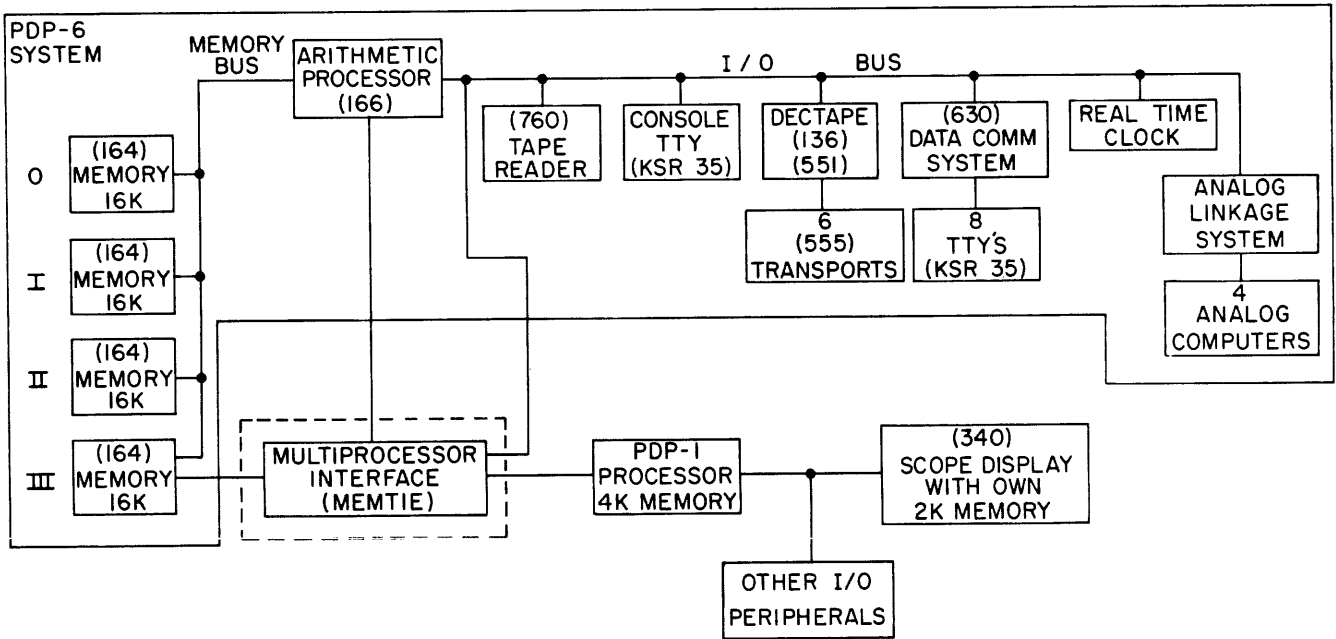 PDP-6
SYSTEM
MEMORY
BUS
ARITHMETIC
PROCESSOR
(166)
I/O BUS
(760)
TAPE
READER
CONSOLE
TTY
(KSR 35)
DECTAPE
(136)
(551)
(630)
DATA COMM
SYSTEM
REAL TIME
CLOCK
6
(555)
TRANSPORTS
8
TTY'S
(KSR 35)
ANALOG
LINKAGE
SYSTEM
4
ANALOG
COMPUTERS
O
(164)
MEMORY
16K
I
(164)
MEMORY
16K
II
(164)
MEMORY
16K
III
(164)
MEMORY
16K
MULTIPROCESSOR
INTERFACE
(MEMTIE)
PDP-1
PROCESSOR
4K MEMORY
(340)
SCOPE DISPLAY
WITH OWN
2K MEMORY
OTHER I/O
PERIPHERALS